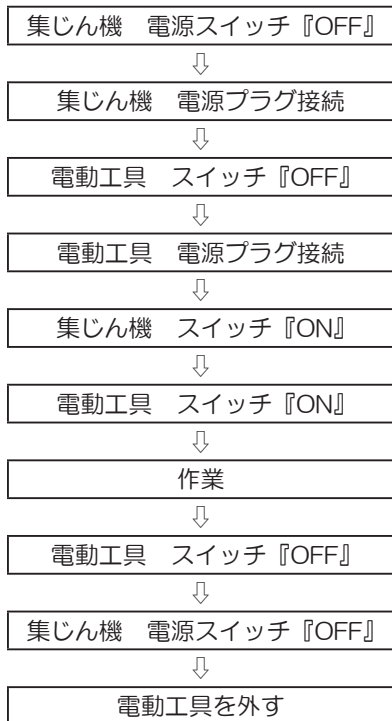 集じん機　電源スイッチ『OFF』
⇩
集じん機　電源プラグ接続
⇩
電動工具　スイッチ『OFF』
⇩
電動工具　電源プラグ接続
⇩
集じん機　スイッチ『ON』
⇩
電動工具　スイッチ『ON』
⇩
作業
⇩
電動工具　スイッチ『OFF』
⇩
集じん機　電源スイッチ『OFF』
⇩
電動工具を外す